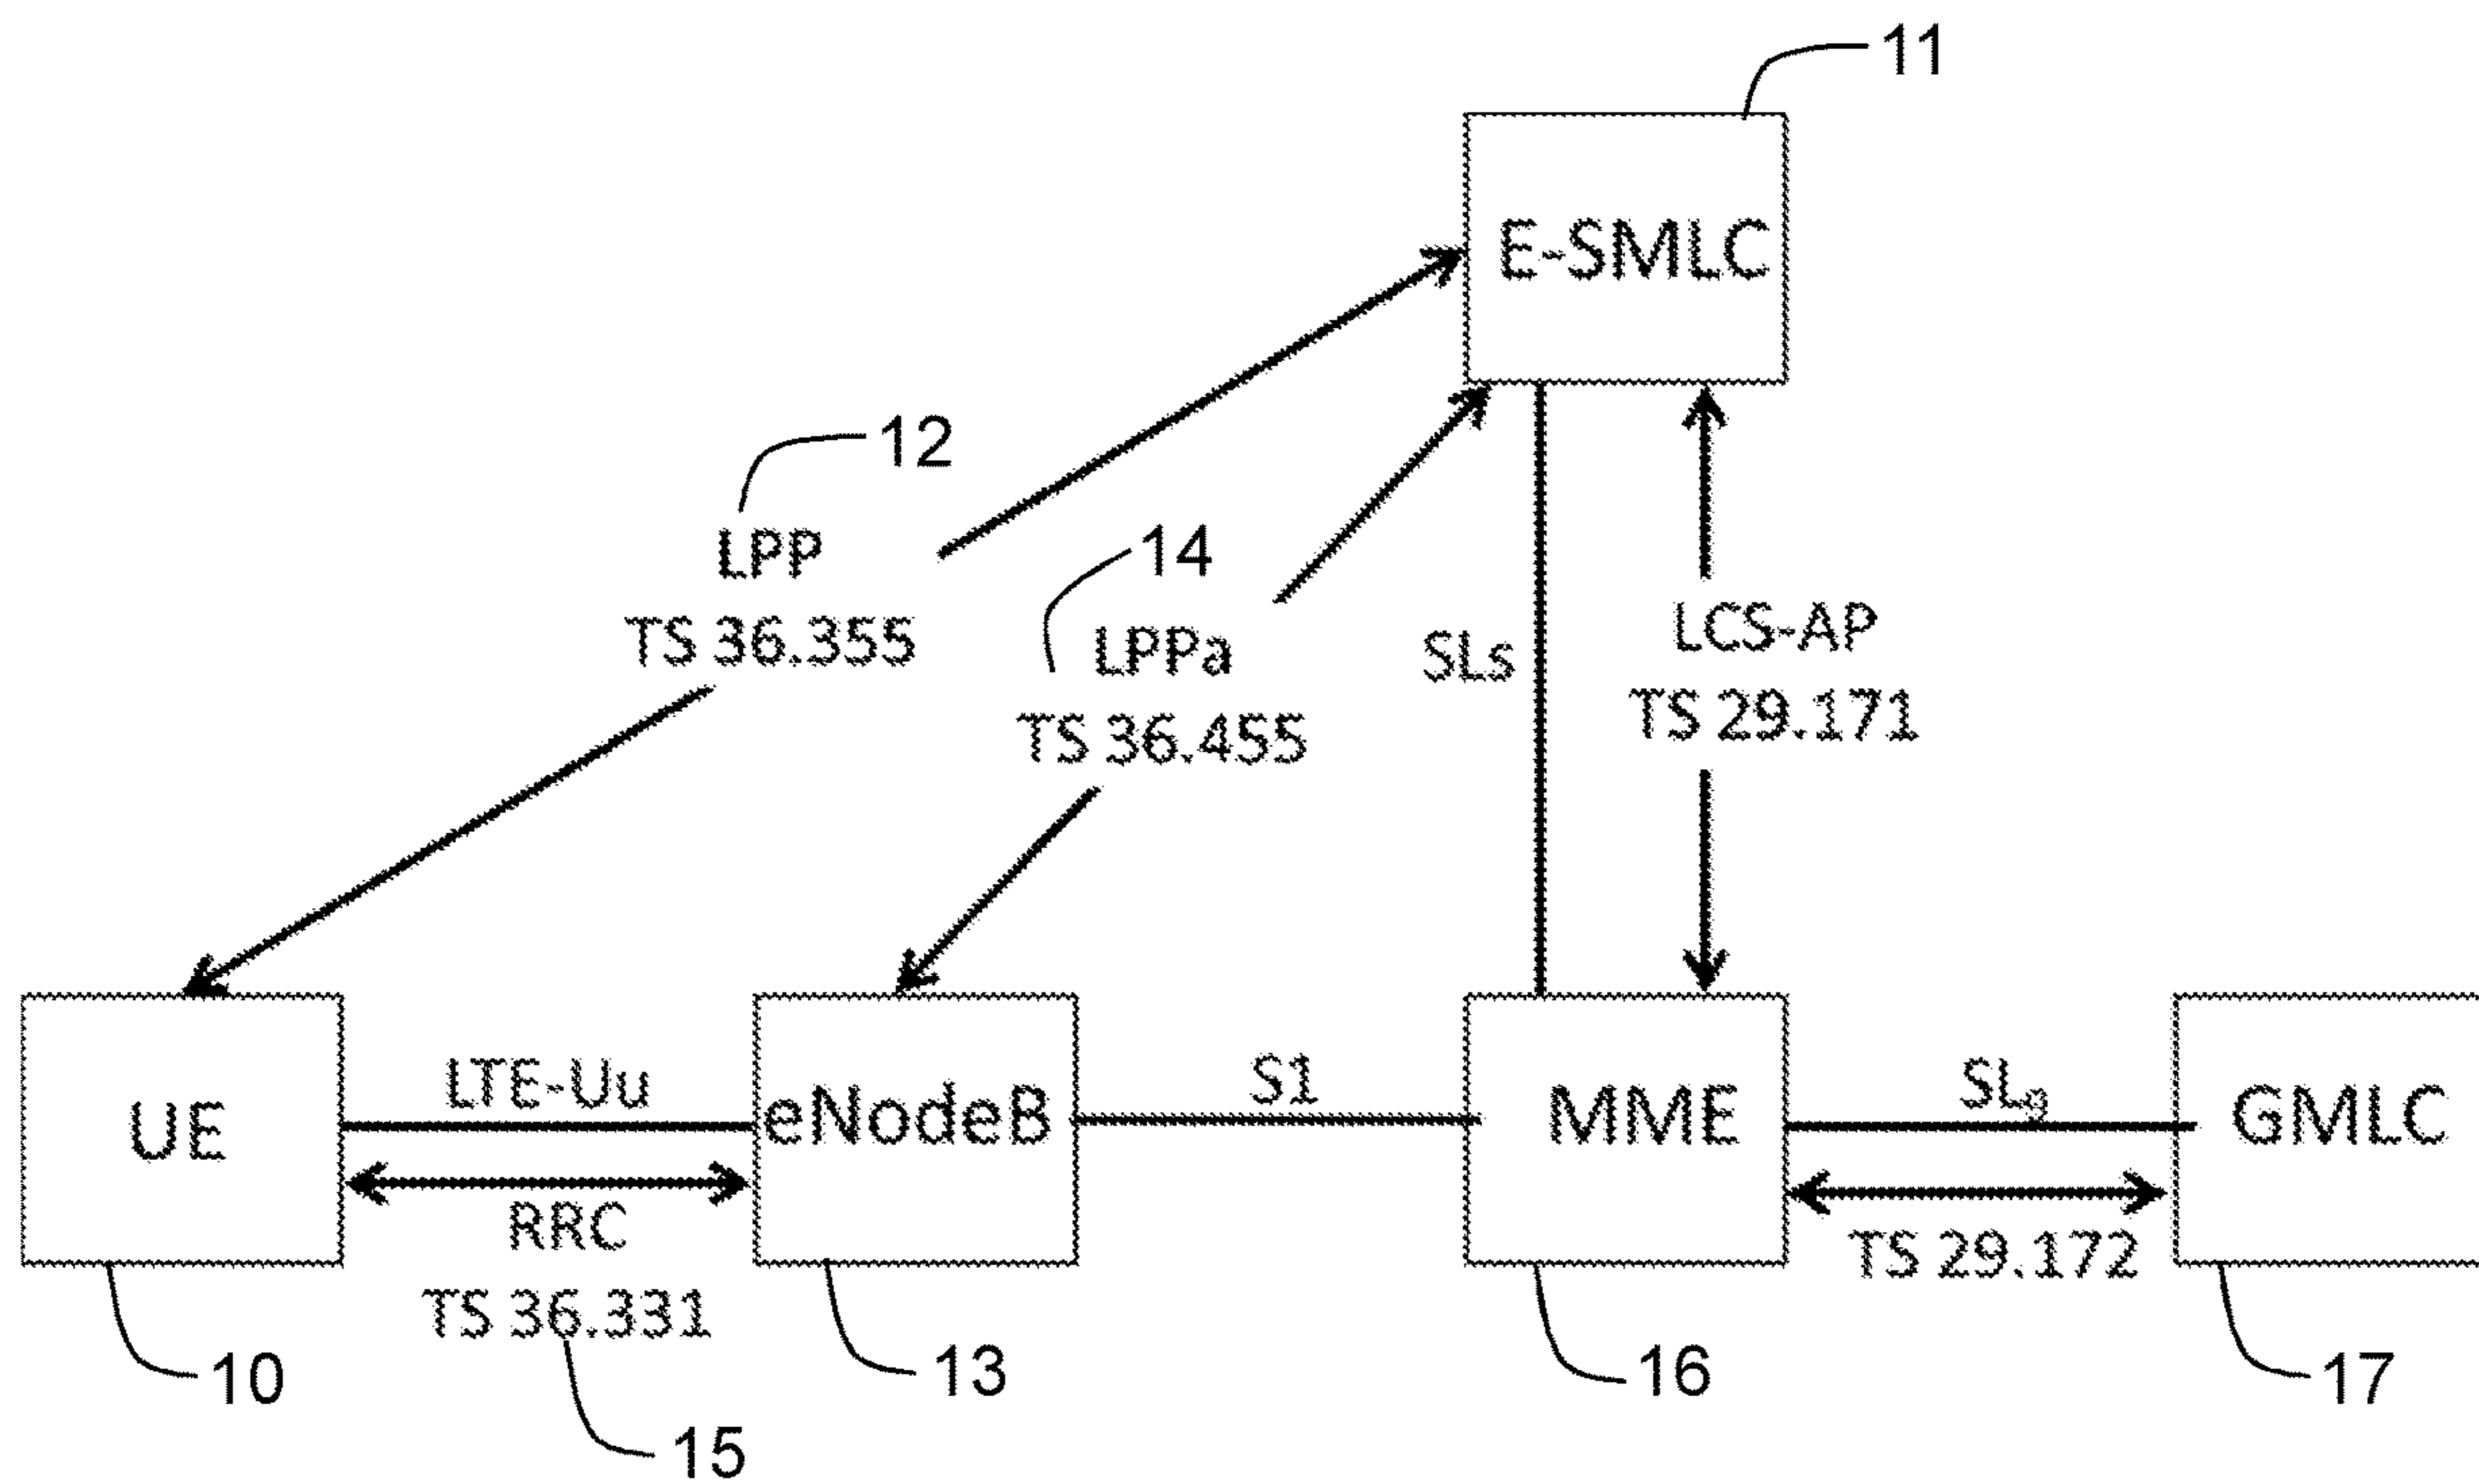 11
E-SMLC
12
LPP
TS 36.355
14
LPPa
TS 36.455
SLs
LCS-AP
TS 29.171
UE
LTE-Uu
RRC
TS 36.331
eNodeB
S1
MME
SLg
TS 29.172
GMLC
10
15
13
16
17